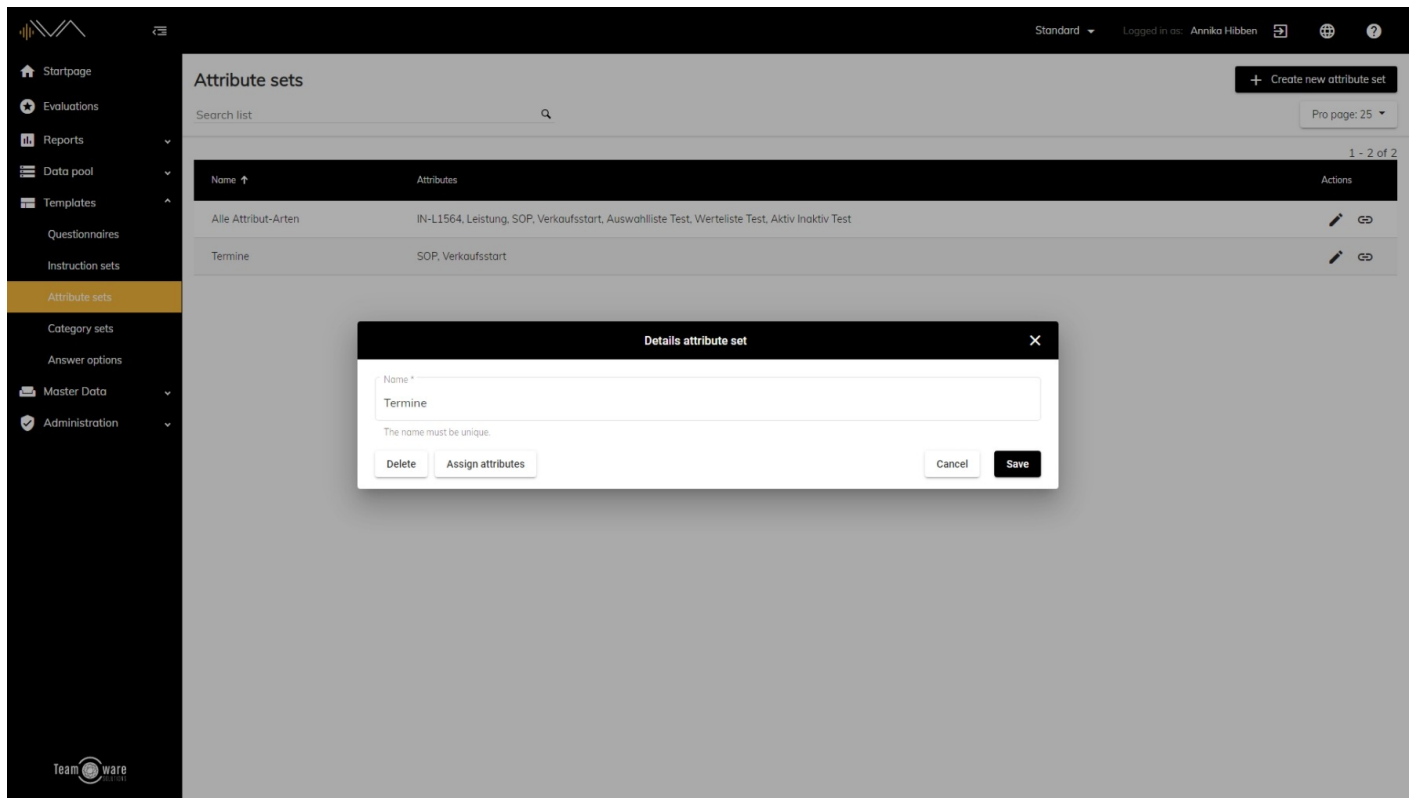 Standard
Logged in as: Annika Hibben
Startpage
Evaluations
Reports
Data pool
Templates
Questionnaires
Instruction sets
Attribute sets
Category sets
Answer options
Master Data
Administration
Team ware
SOLUTIONS
Attribute sets
+ Create new attribute set
Search list
Pro page: 25
1 - 2 of 2
Name ↑ Attributes Actions
Alle Attribut-Arten IN-L1564, Leistung, SOP, Verkaufsstart, Auswahlliste Test, Werteliste Test, Aktiv Inaktiv Test
Termine SOP, Verkaufsstart
Details attribute set
Name *
Termine
The name must be unique.
Delete Assign attributes Cancel Save